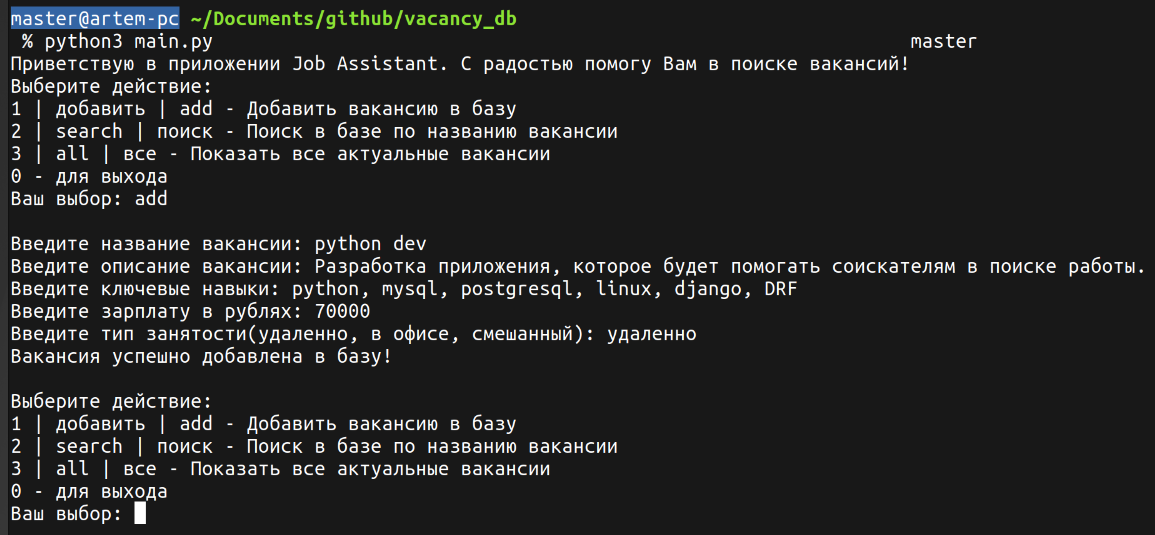 master@artem-pc ~/Documents/github/vacancy_db
% python3 main.py master
Приветствую в приложении Job Assistant. С радостью помогу Вам в поиске вакансий!
Выберите действие:
1 | добавить | add - Добавить вакансию в базу
2 | search | поиск - Поиск в базе по названию вакансии
3 | all | все - Показать все актуальные вакансии
0 - для выхода
Ваш выбор: add
Введите название вакансии: python dev
Введите описание вакансии: Разработка приложения, которое будет помогать соискателям в поиске работы.
Введите ключевые навыки: python, mysql, postgresql, linux, django, DRF
Введите зарплату в рублях: 70000
Введите тип занятости(удаленно, в офисе, смешанный): удаленно
Вакансия успешно добавлена в базу!
Выберите действие:
1 | добавить | add - Добавить вакансию в базу
2 | search | поиск - Поиск в базе по названию вакансии
3 | all | все - Показать все актуальные вакансии
0 - для выхода
Ваш выбор: